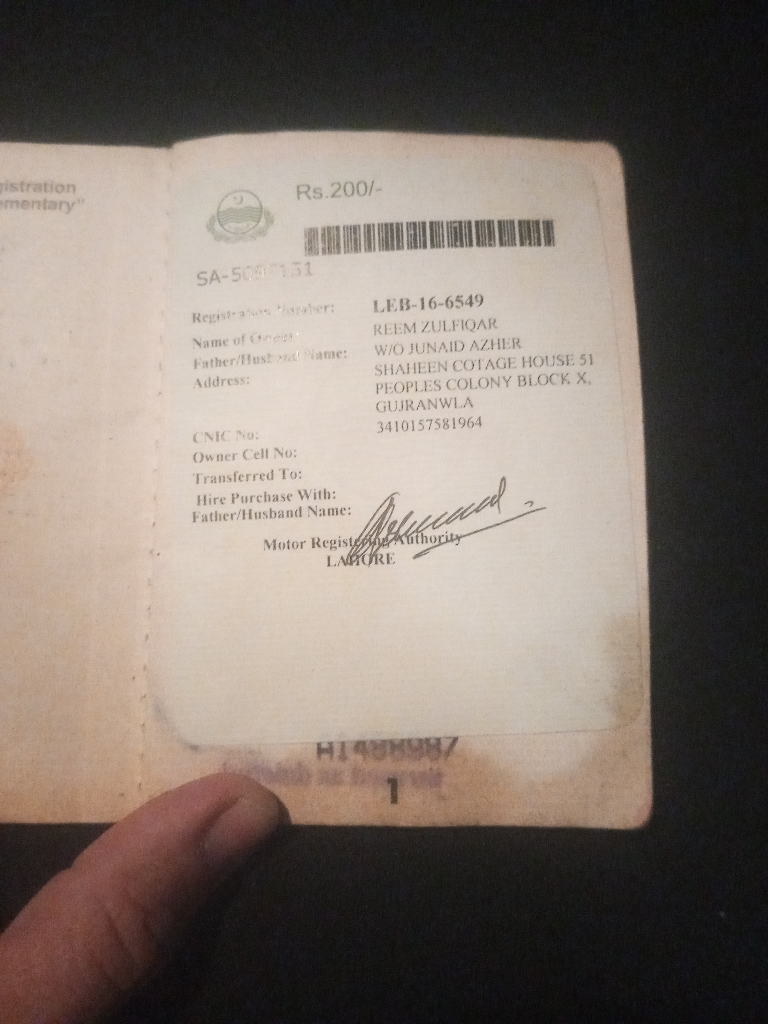 gistration
ementary"
Rs.200/-
Registration Number: LEB-16-6549
Name of Owner: REEM ZULFIQAR
Father/Husband Name: W/O JUNAID AZHER
Address: SHAHEEN COTAGE HOUSE 51
PEOPLES COLONY BLOCK X,
GUJRANWLA
CNIC No: 3410157581964
Owner Cell No:
Transferred To:
Hire Purchase With:
Father/Husband Name:
Motor Registering Authority
LAHORE
1